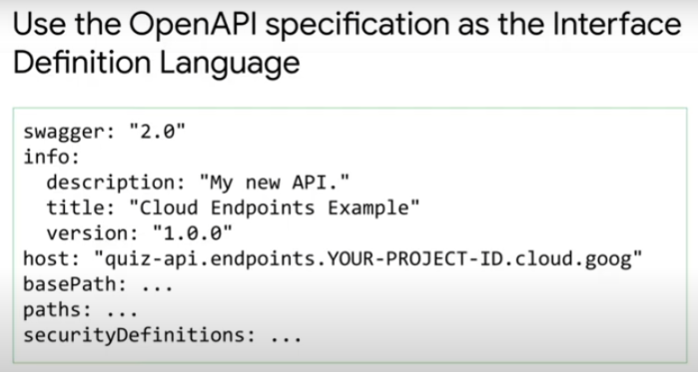 Use the OpenAPI specification as the Interface
Definition Language
swagger: "2.0"
info:
  description: "My new API."
  title: "Cloud Endpoints Example"
  version: "1.0.0"
host: "quiz-api.endpoints.YOUR-PROJECT-ID.cloud.goog"
basePath: ...
paths: ...
securityDefinitions: ...